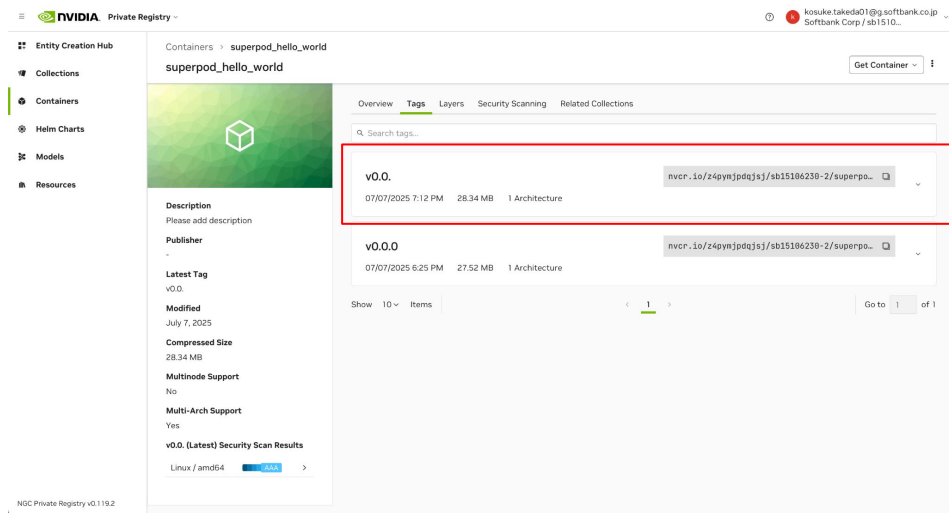 NVIDIA. Private Registry
kosuke.takeda01@g.softbank.co.jp
k
Softbank Corp / sb1510...
Entity Creation Hub
Collections
Containers
Helm Charts
Models
Resources
NGC Private Registry v0.119.2
Containers > superpod_hello_world
superpod_hello_world
Get Container
Description
Please add description
Publisher
-
Latest Tag
v0.0.
Modified
July 7, 2025
Compressed Size
28.34 MB
Multinode Support
No
Multi-Arch Support
Yes
v0.0. (Latest) Security Scan Results
Linux / amd64 AAA >
Overview Tags Layers Security Scanning Related Collections
Search tags...
v0.0.
nvcr.io/z4pymjpdqjsj/sb15106230-2/superpo…
07/07/2025 7:12 PM 28.34 MB 1 Architecture
v0.0.0
nvcr.io/z4pymjpdqjsj/sb15106230-2/superpo…
07/07/2025 6:25 PM 27.52 MB 1 Architecture
Show 10 Items < 1 > Go to 1 of 1